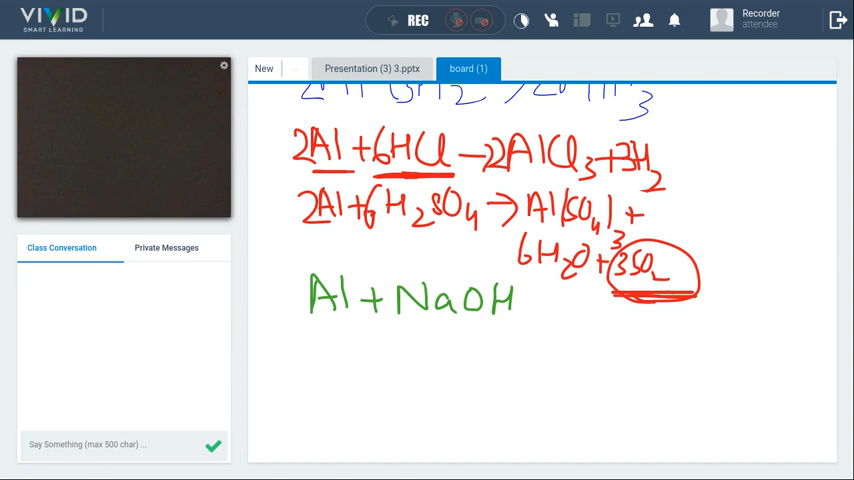 VIVID
SMART LEARNING
REC
Recorder
attendee
New
Presentation (3) 3.pptx
board (1)
2Al+6HCl→2AlCl3+3H2
2Al+6H2SO4→Al(SO4)3+
6H2O+3SO2
Al+NaOH
Class Conversation
Private Messages
Say Something (max 500 char) ...